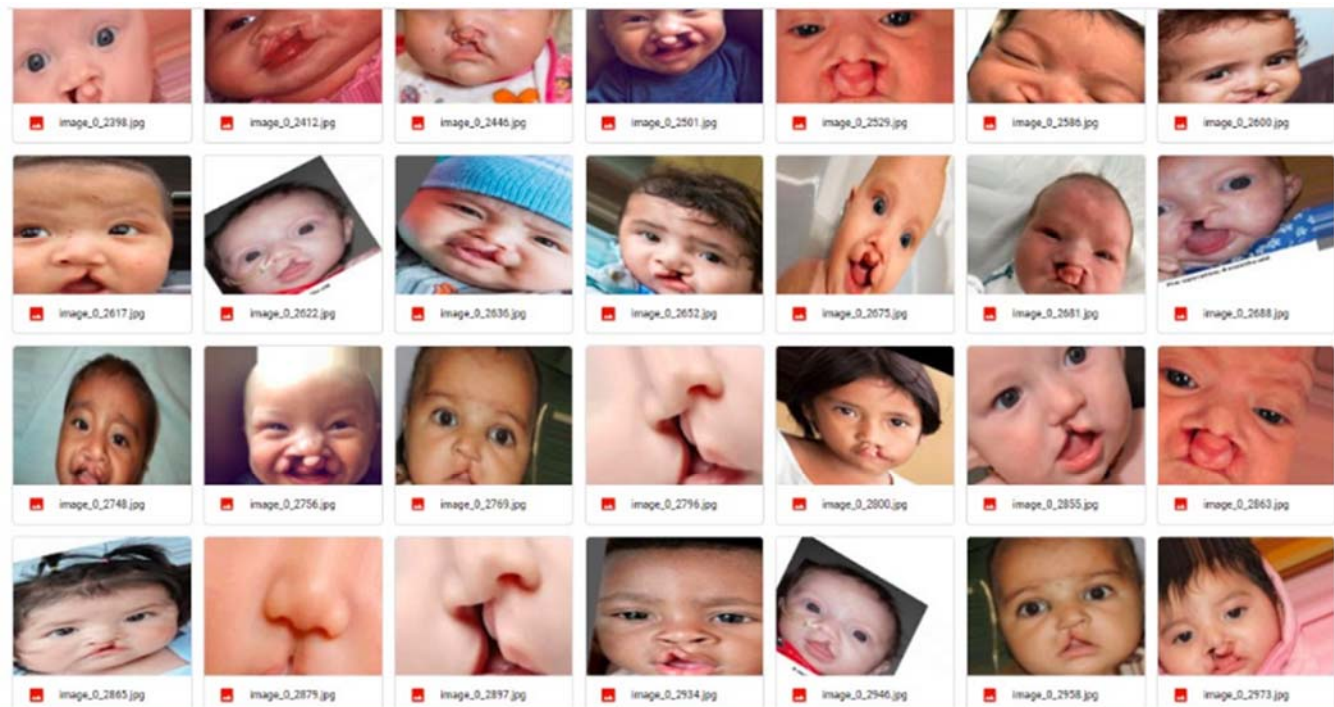 image_0_2398.jpg
image_0_2412.jpg
image_0_2446.jpg
image_0_2501.jpg
image_0_2529.jpg
image_0_2586.jpg
image_0_2600.jpg
image_0_2617.jpg
image_0_2622.jpg
image_0_2636.jpg
image_0_2652.jpg
image_0_2675.jpg
image_0_2681.jpg
image_0_2688.jpg
image_0_2748.jpg
image_0_2756.jpg
image_0_2769.jpg
image_0_2796.jpg
image_0_2800.jpg
image_0_2855.jpg
image_0_2863.jpg
image_0_2865.jpg
image_0_2879.jpg
image_0_2897.jpg
image_0_2934.jpg
image_0_2946.jpg
image_0_2958.jpg
image_0_2973.jpg